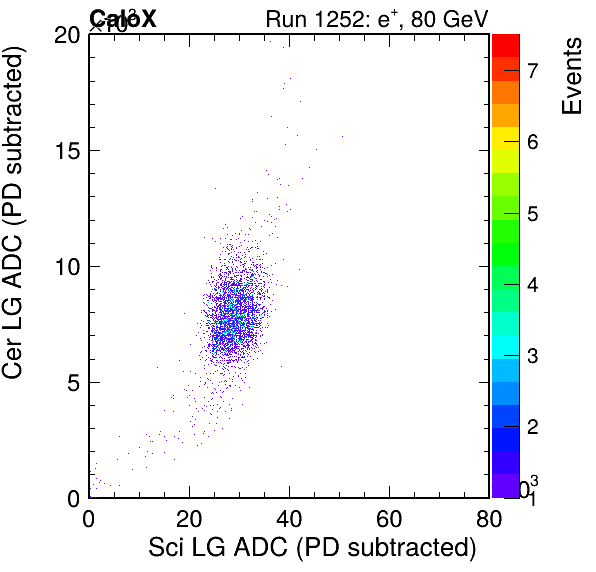 CaloX Run 1252: e+, 80 GeV
×10³
20
15
10
5
0
0 20 40 60 80
Cer LG ADC (PD subtracted)
Sci LG ADC (PD subtracted)
Events
7
6
5
4
3
2
1